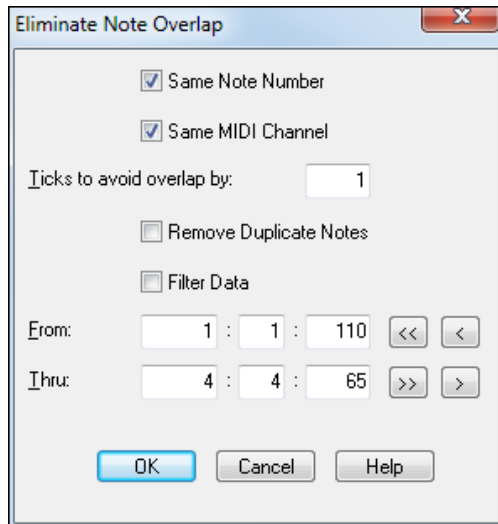 Eliminate Note Overlap
Same Note Number
Same MIDI Channel
Ticks to avoid overlap by: 1
Remove Duplicate Notes
Filter Data
From: 1 : 1 : 110 << <
Thru: 4 : 4 : 65 >> >
OK Cancel Help